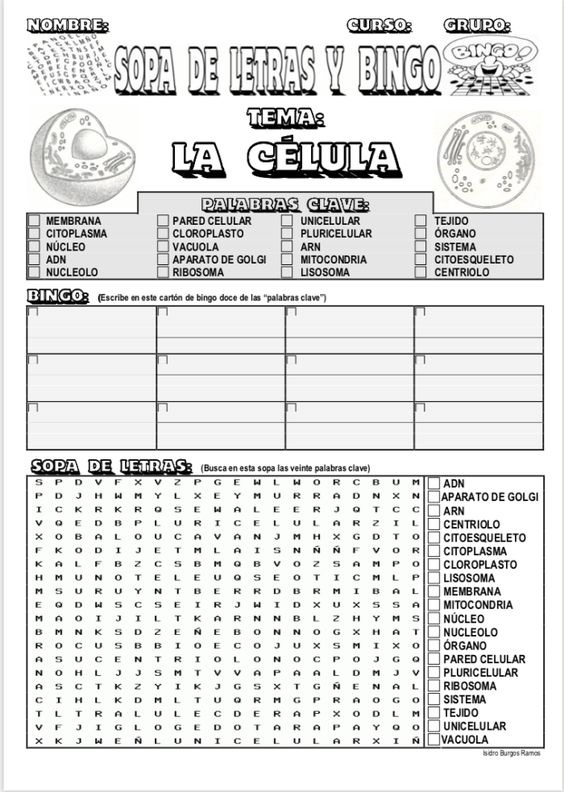 NOMBRE: CURSO: GRUPO:
SOPA DE LETRAS Y BINGO
BINGO!
TEMA:
LA CÉLULA
PALABRAS CLAVE:
MEMBRANA PARED CELULAR UNICELULAR TEJIDO
CITOPLASMA CLOROPLASTO PLURICELULAR ÓRGANO
NÚCLEO VACUOLA ARN SISTEMA
ADN APARATO DE GOLGI MITOCONDRIA CITOESQUELETO
NUCLEOLO RIBOSOMA LISOSOMA CENTRIOLO
BINGO: (Escribe en este cartón de bingo doce de las “palabras clave”)
SOPA DE LETRAS: (Busca en esta sopa las veinte palabras clave)
S P D V F X V Z P G E W L W O R C B U M ADN
P D J H W M Y L X E Y M U R R A D N X N APARATO DE GOLGI
I C K R K R Q S E W A L E E R J Q T C C ARN
V Q E D B P L U R I C E L U L A R Z I L CENTRIOLO
X O B A L O U C A V A N J M H X G D T O CITOESQUELETO
F K O D I J E T M L A I S N Ñ Ñ F V O R CITOPLASMA
K A L F B Z C S B M Q B V O Z S A M P O CLOROPLASTO
H M U N O T E L E U Q S E O T I C M L P LISOSOMA
M S U R U Y N T B E R R D B R M I B A L MEMBRANA
E Q D W S C S E I R J W I D X U X S S A MITOCONDRIA
M A O I J I L T K A R N N B L Z H Y M S NÚCLEO
B M N K S D Z E Ñ E B O N N O G X H A T NUCLEOLO
R O C U S B B I O E C O J U X S M I X O ÓRGANO
A S U C E N T R I O L O N O C P O J G Q PARED CELULAR
N O H L J J S M T V V A P A A L D M J V PLURICELULAR
A S C T K Z Y I K J G S X T G Ñ E N A L RIBOSOMA
C I H L K D M L T U Q R M G P R A O G O SISTEMA
T L T R A L U L E C D E R A P X O D L M TEJIDO
V F J I G L O G E D O T A R A P A Y Q O UNICELULAR
X K J W E Ñ L U N I C E L U L A R X I Ñ VACUOLA
Isidro Burgos Ramos